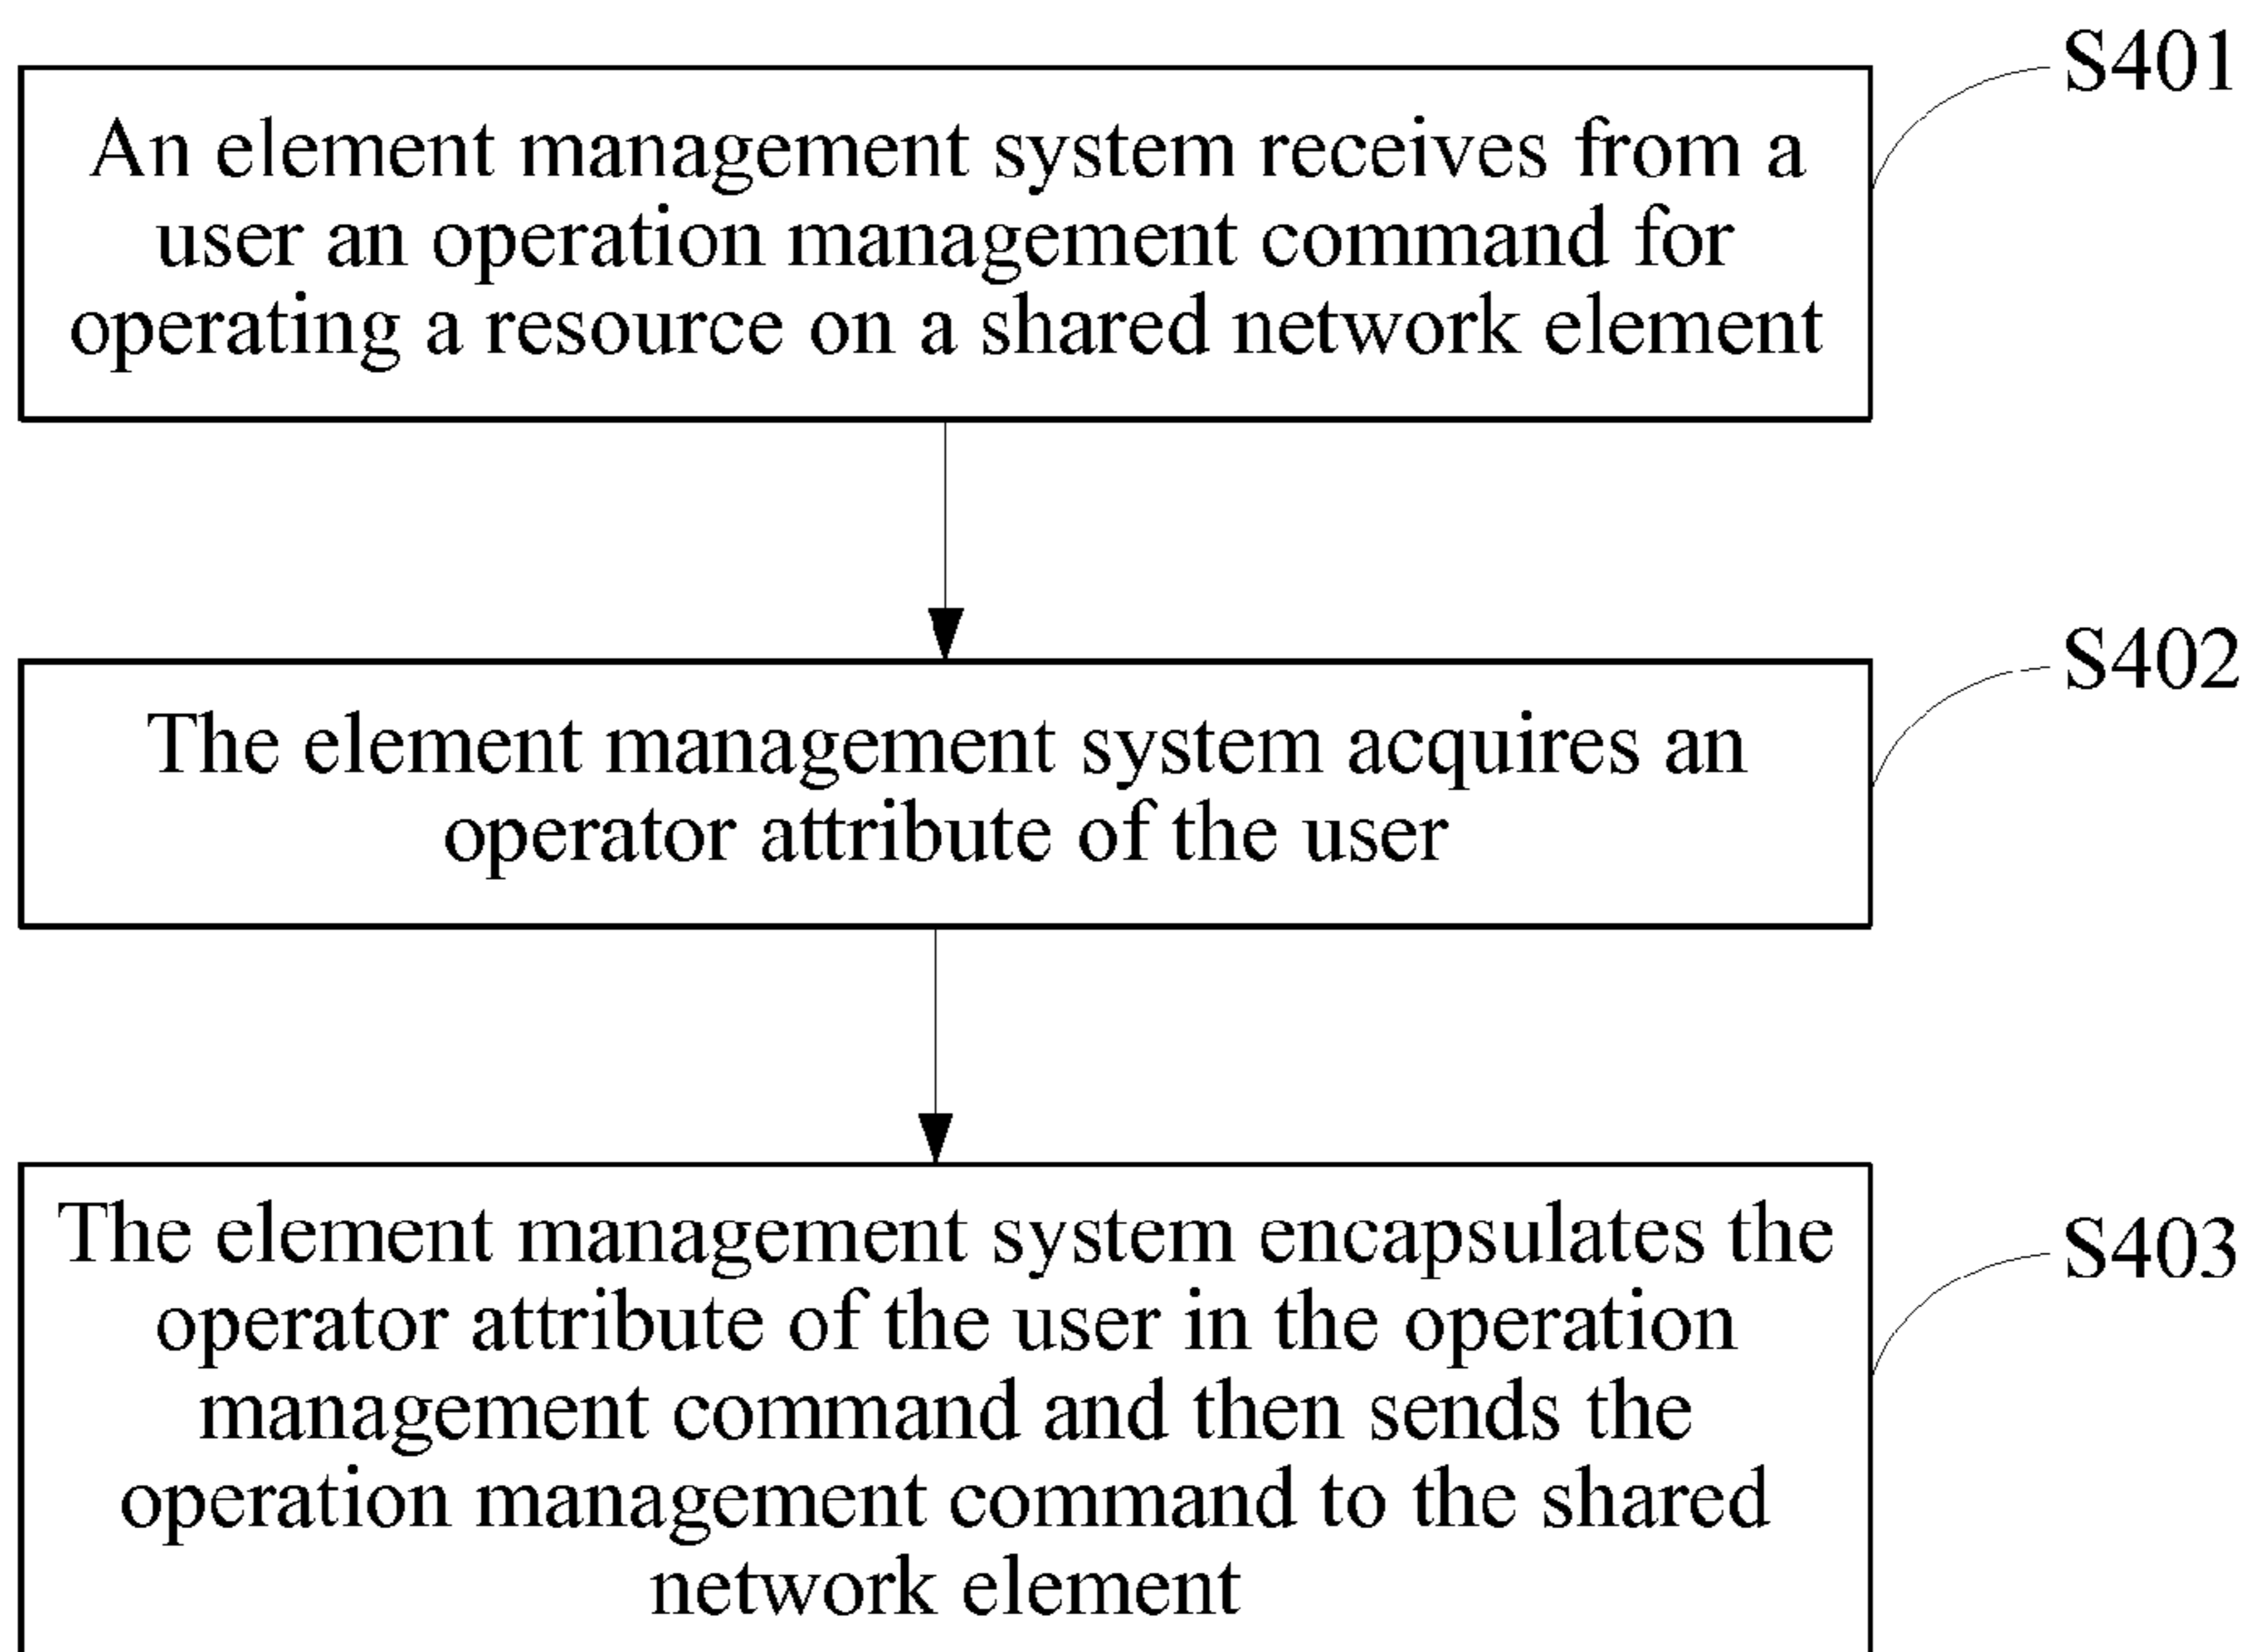 S401
An element management system receives from a
user an operation management command for
operating a resource on a shared network element
S402
The element management system acquires an
operator attribute of the user
S403
The element management system encapsulates the
operator attribute of the user in the operation
management command and then sends the
operation management command to the shared
network element